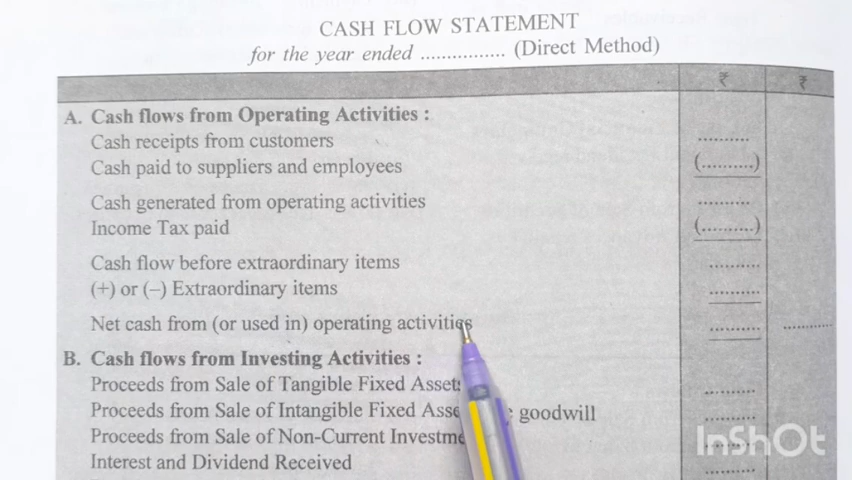 CASH FLOW STATEMENT
for the year ended ................ (Direct Method)
₹ ₹
A. Cash flows from Operating Activities :
Cash receipts from customers ..........
Cash paid to suppliers and employees (..........)
Cash generated from operating activities ..........
Income Tax paid (..........)
Cash flow before extraordinary items ..........
(+) or (–) Extraordinary items ..........
Net cash from (or used in) operating activities .......... ..........
B. Cash flows from Investing Activities :
Proceeds from Sale of Tangible Fixed Assets ..........
Proceeds from Sale of Intangible Fixed goodwill ..........
Proceeds from Sale of Non-Current
Interest and Dividend Received ..........
InShOt